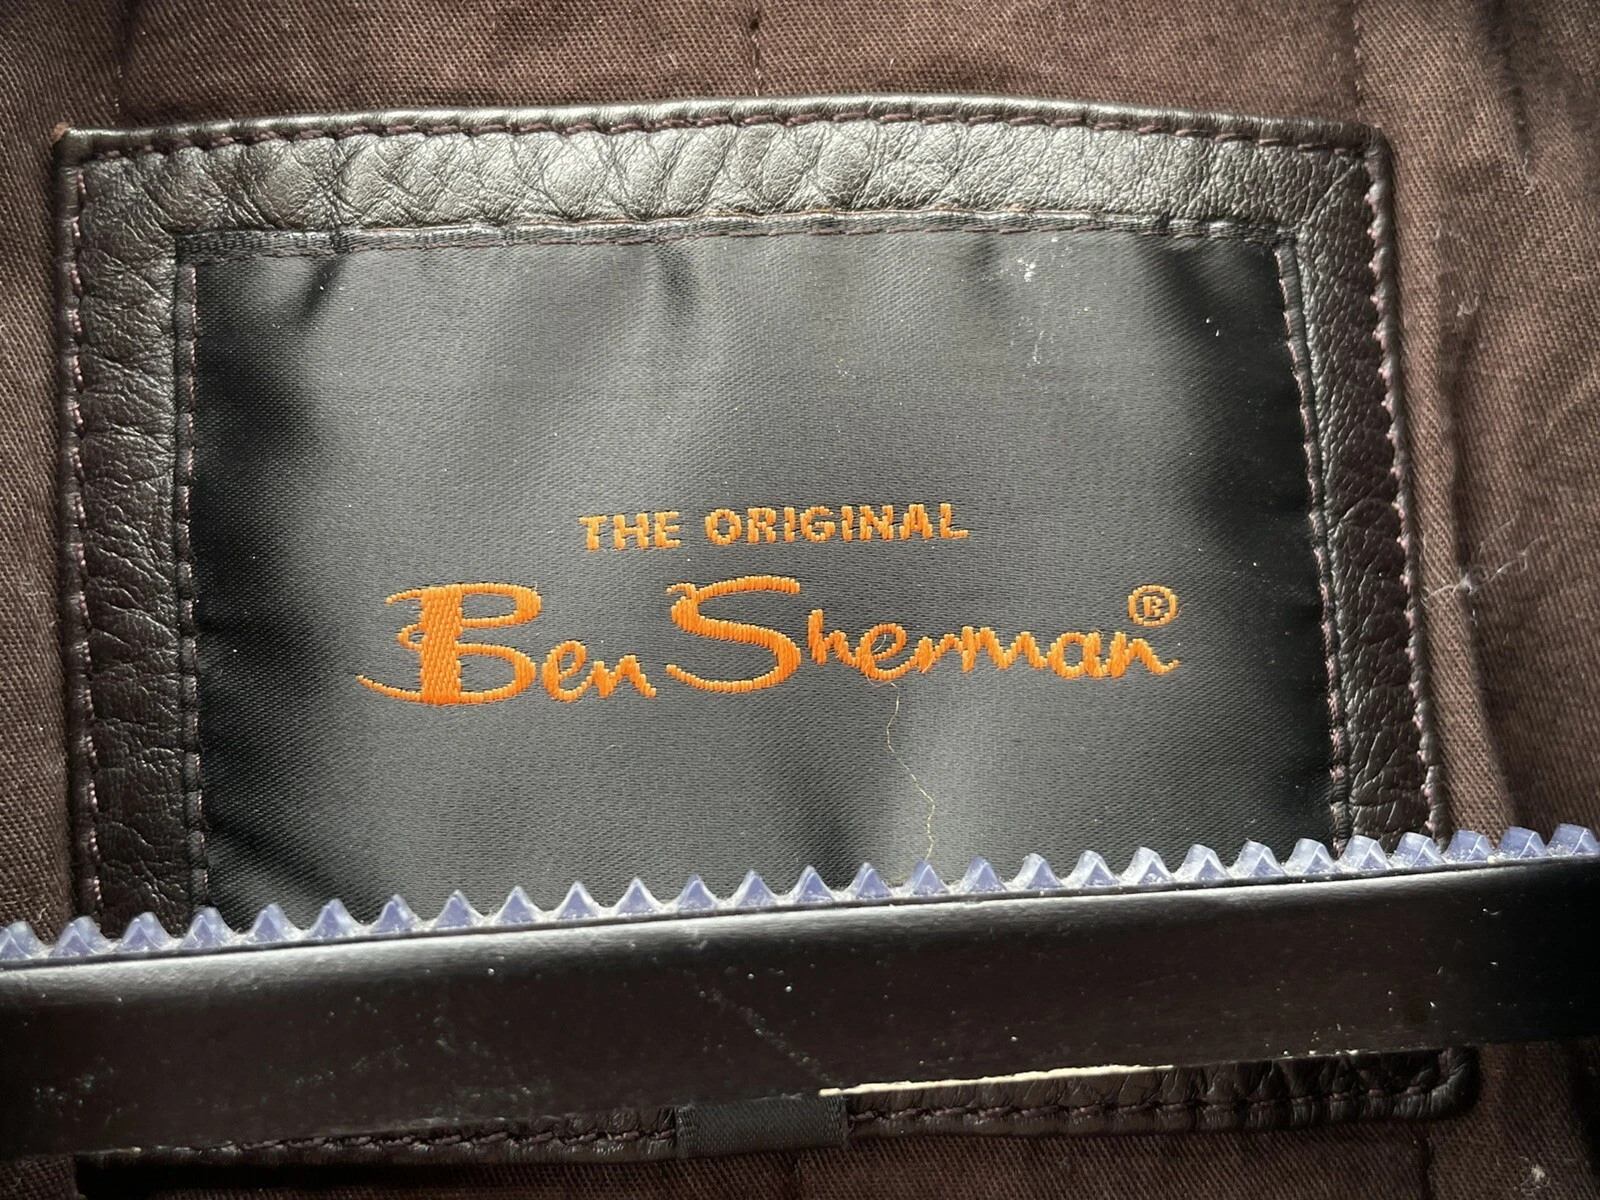 THE ORIGINAL
Ben Sherman®